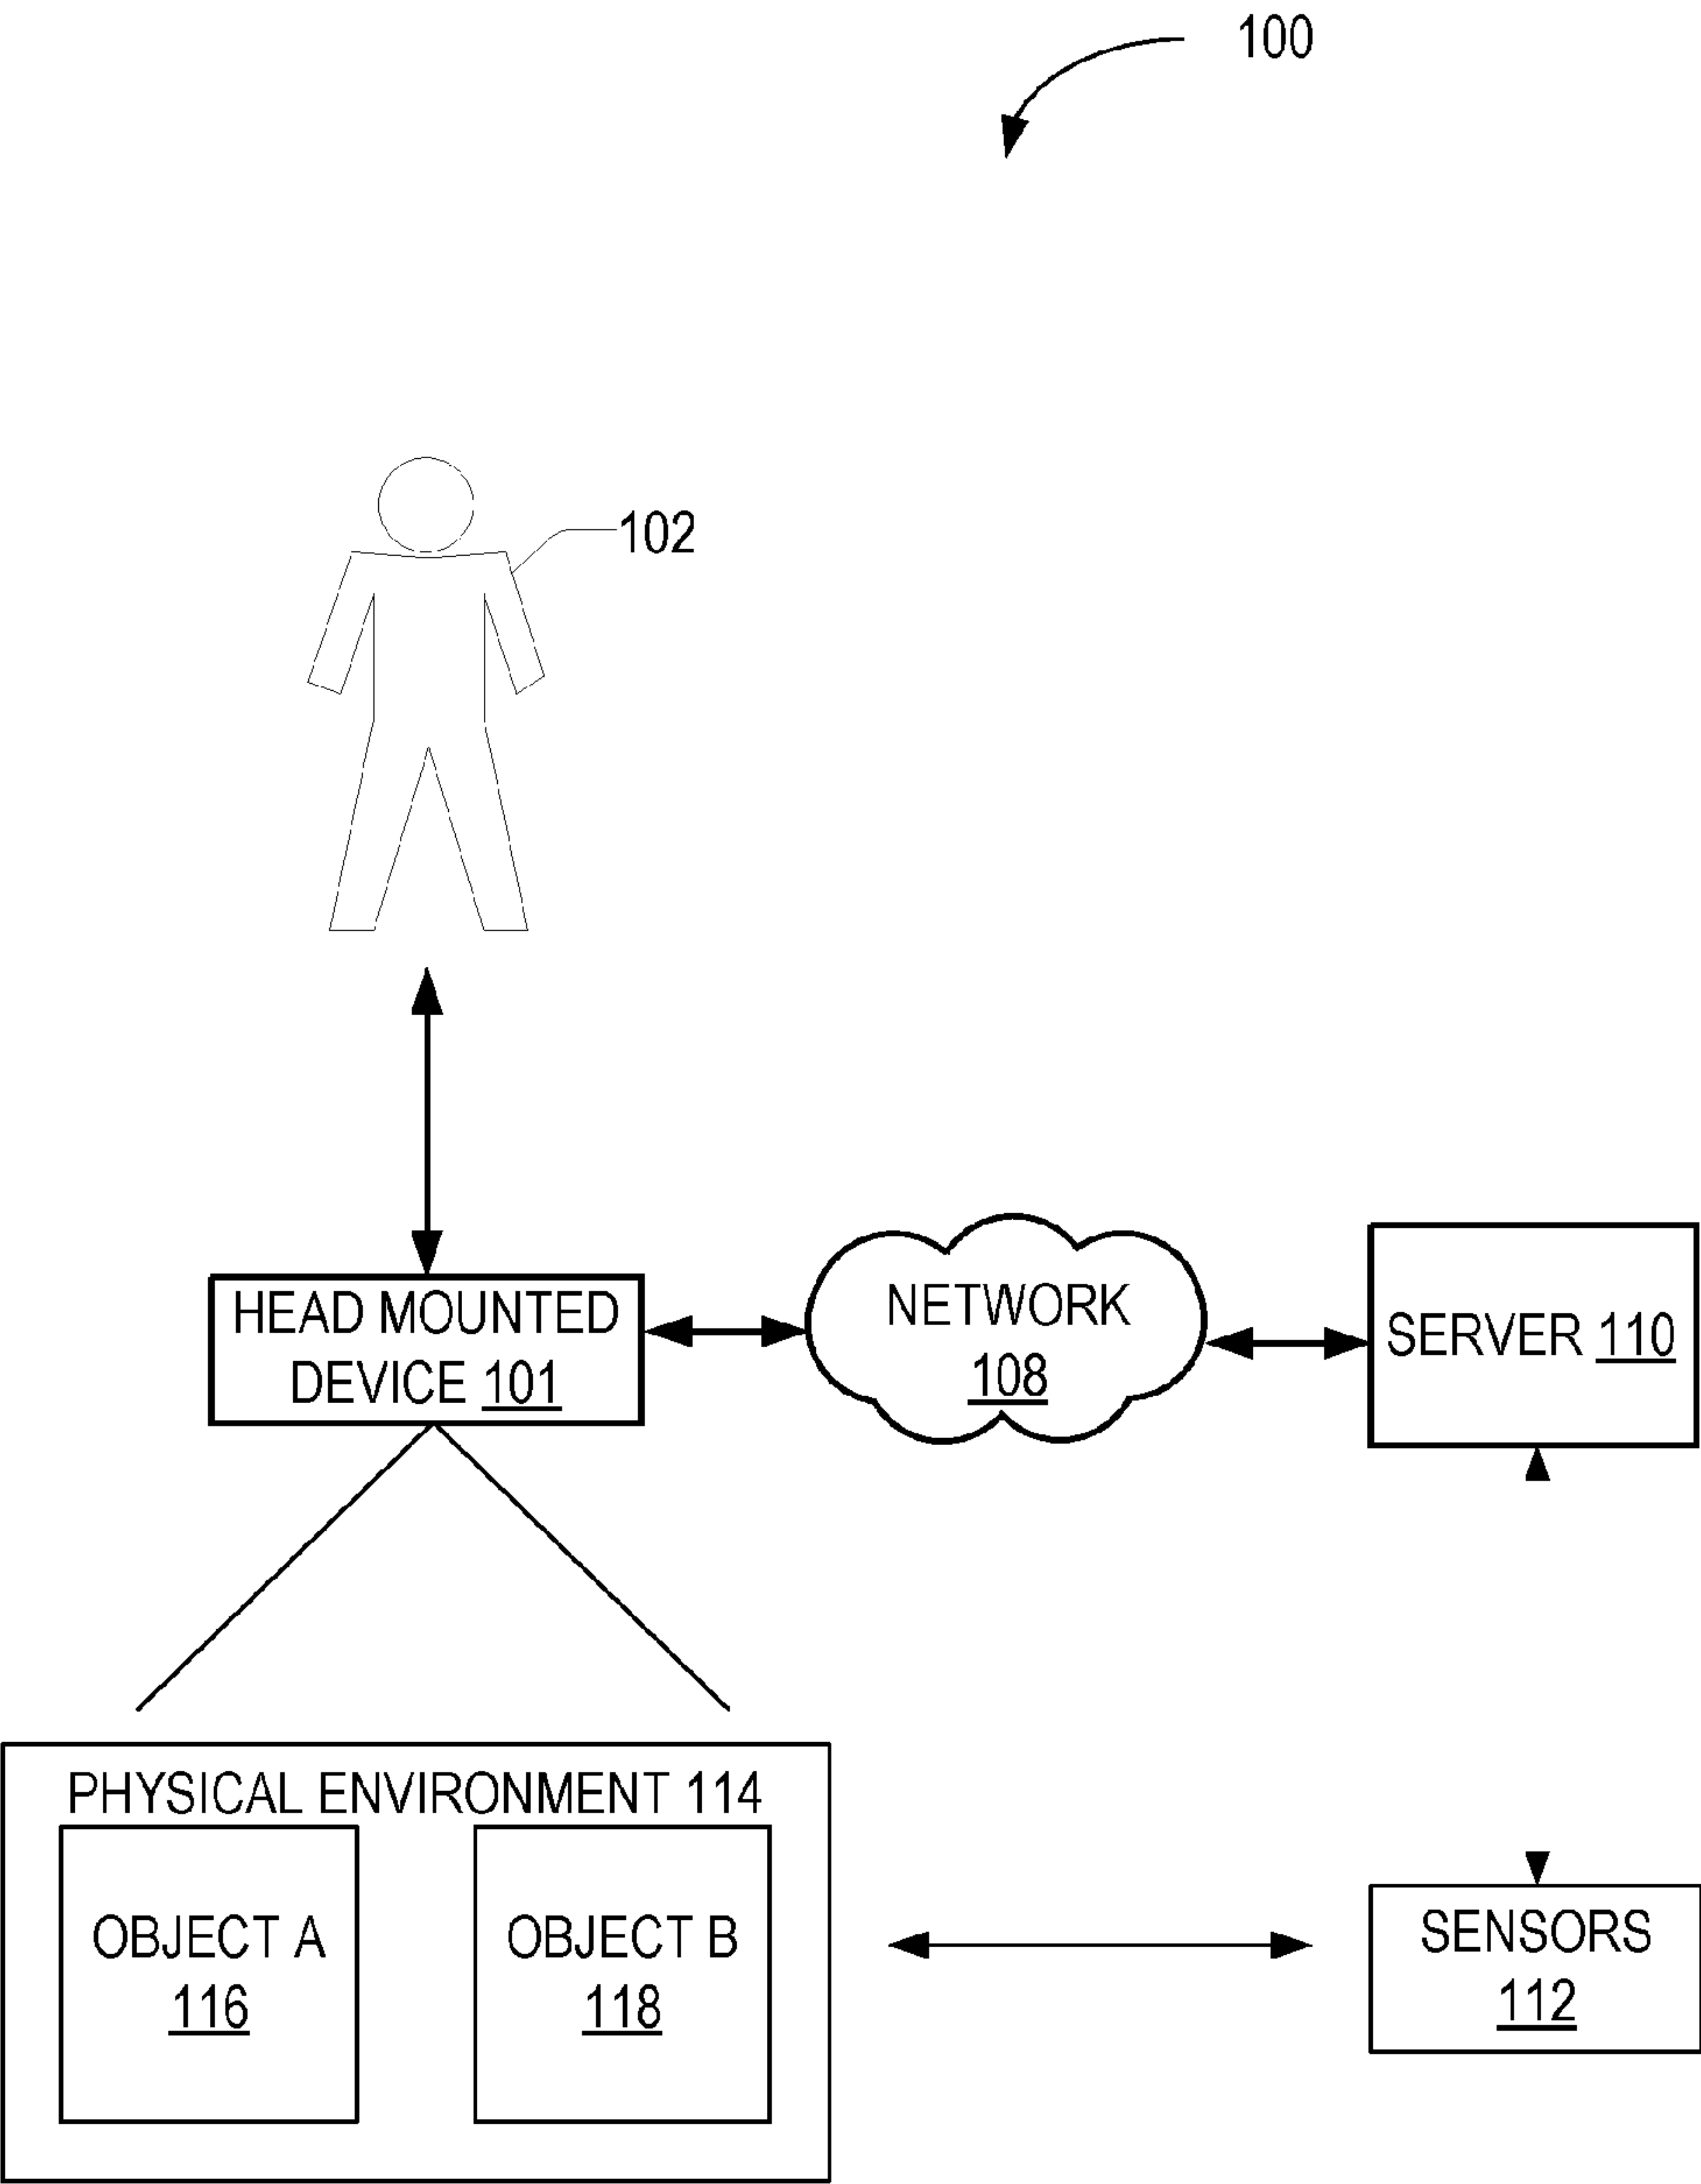 100
102
HEAD MOUNTED
DEVICE 101
NETWORK
108
SERVER 110
PHYSICAL ENVIRONMENT 114
OBJECT A
116
OBJECT B
118
SENSORS
112